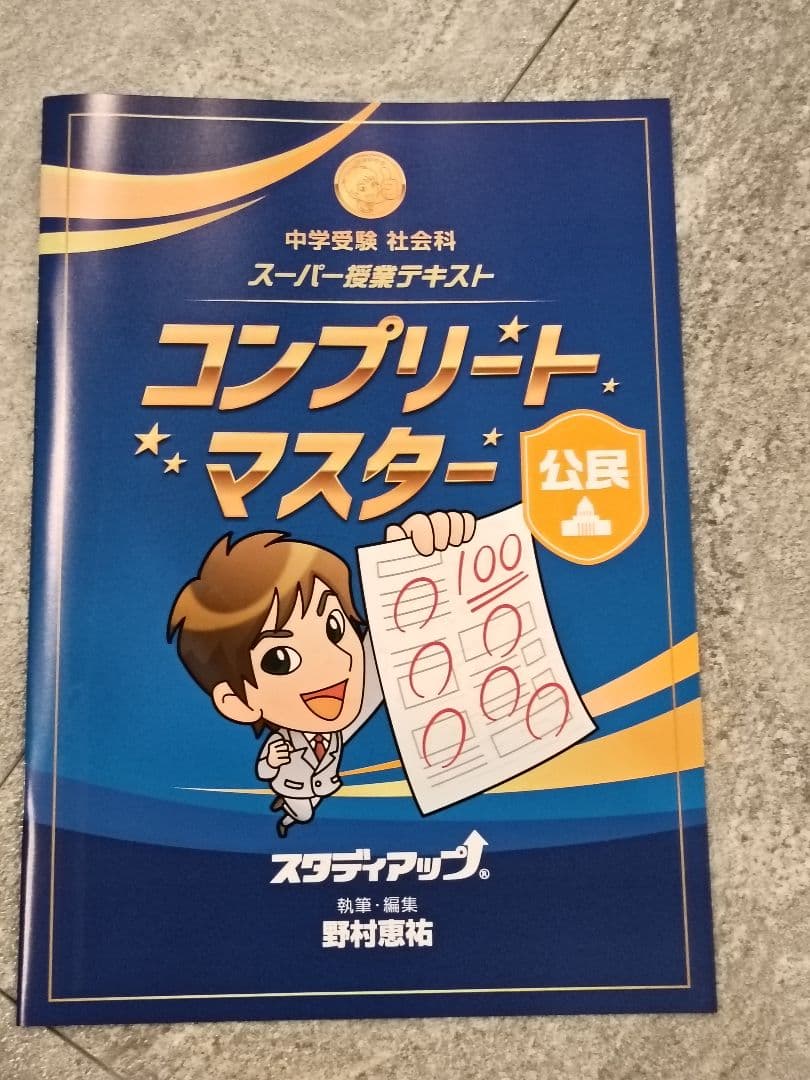 中学受験 社会科
スーパー授業テキスト
コンプリート
マスター
公民
100
スタディアップ®
執筆・編集
野村恵祐